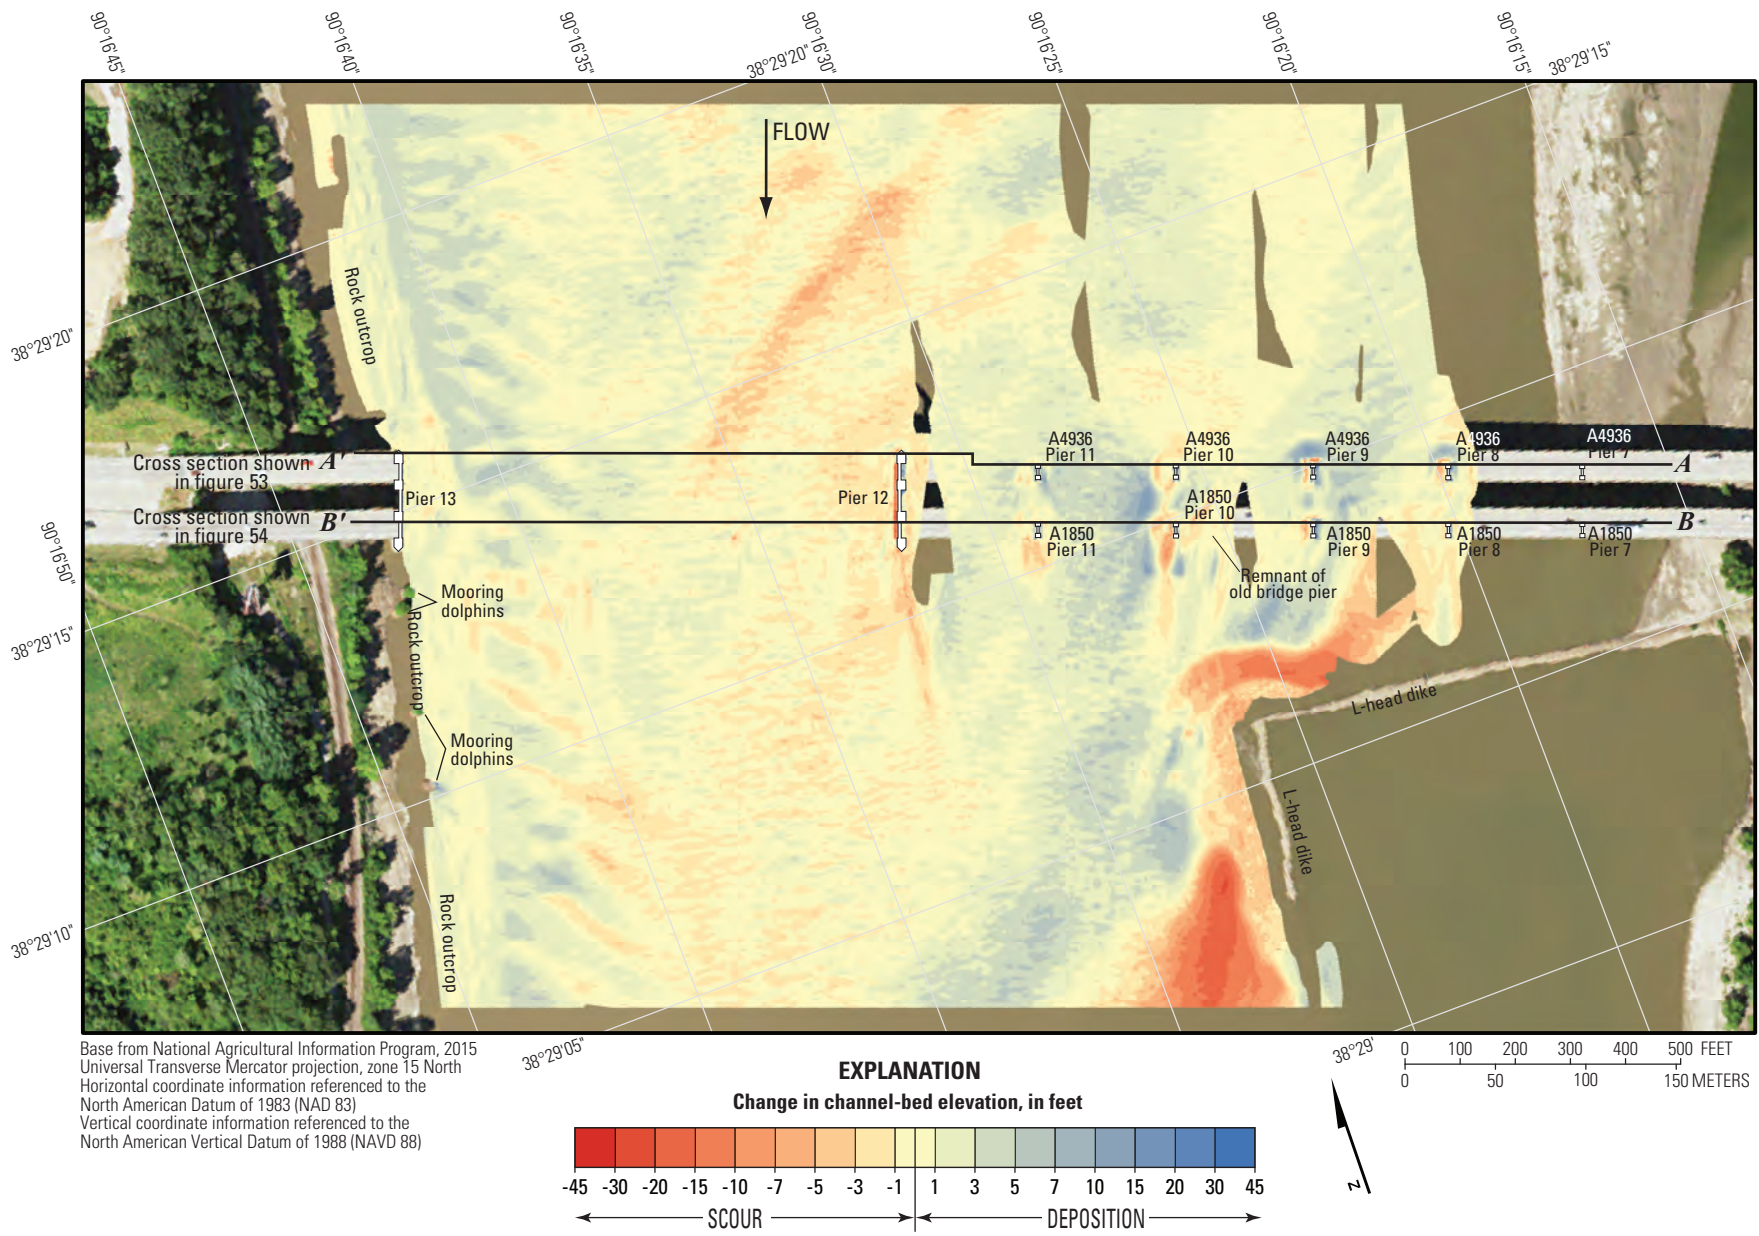 90°16'45"
90°16'40"
90°16'35"
38°29'20"
90°16'30"
90°16'25"
90°16'20"
90°16'15"
38°29'15"
FLOW
Rock outcrop
38°29'20"
Cross section shown
in figure 53
A'
Pier 13
Pier 12
A4936
Pier 11
A4936
Pier 10
A4936
Pier 9
A4936
Pier 8
A4936
Pier 7
A
Cross section shown
in figure 54
B'
A1850
Pier 11
A1850
Pier 10
A1850
Pier 9
A1850
Pier 8
A1850
Pier 7
B
90°16'50"
Remnant of
old bridge pier
Mooring
dolphins
Rock outcrop
38°29'15"
L-head dike
Mooring
dolphins
L-head dike
38°29'10"
Rock outcrop
38°29'05"
38°29'
Base from National Agricultural Information Program, 2015
Universal Transverse Mercator projection, zone 15 North
Horizontal coordinate information referenced to the
North American Datum of 1983 (NAD 83)
Vertical coordinate information referenced to the
North American Vertical Datum of 1988 (NAVD 88)
EXPLANATION
Change in channel-bed elevation, in feet
-45 -30 -20 -15 -10 -7 -5 -3 -1 1 3 5 7 10 15 20 30 45
SCOUR
DEPOSITION
0 100 200 300 400 500 FEET
0 50 100 150 METERS
N